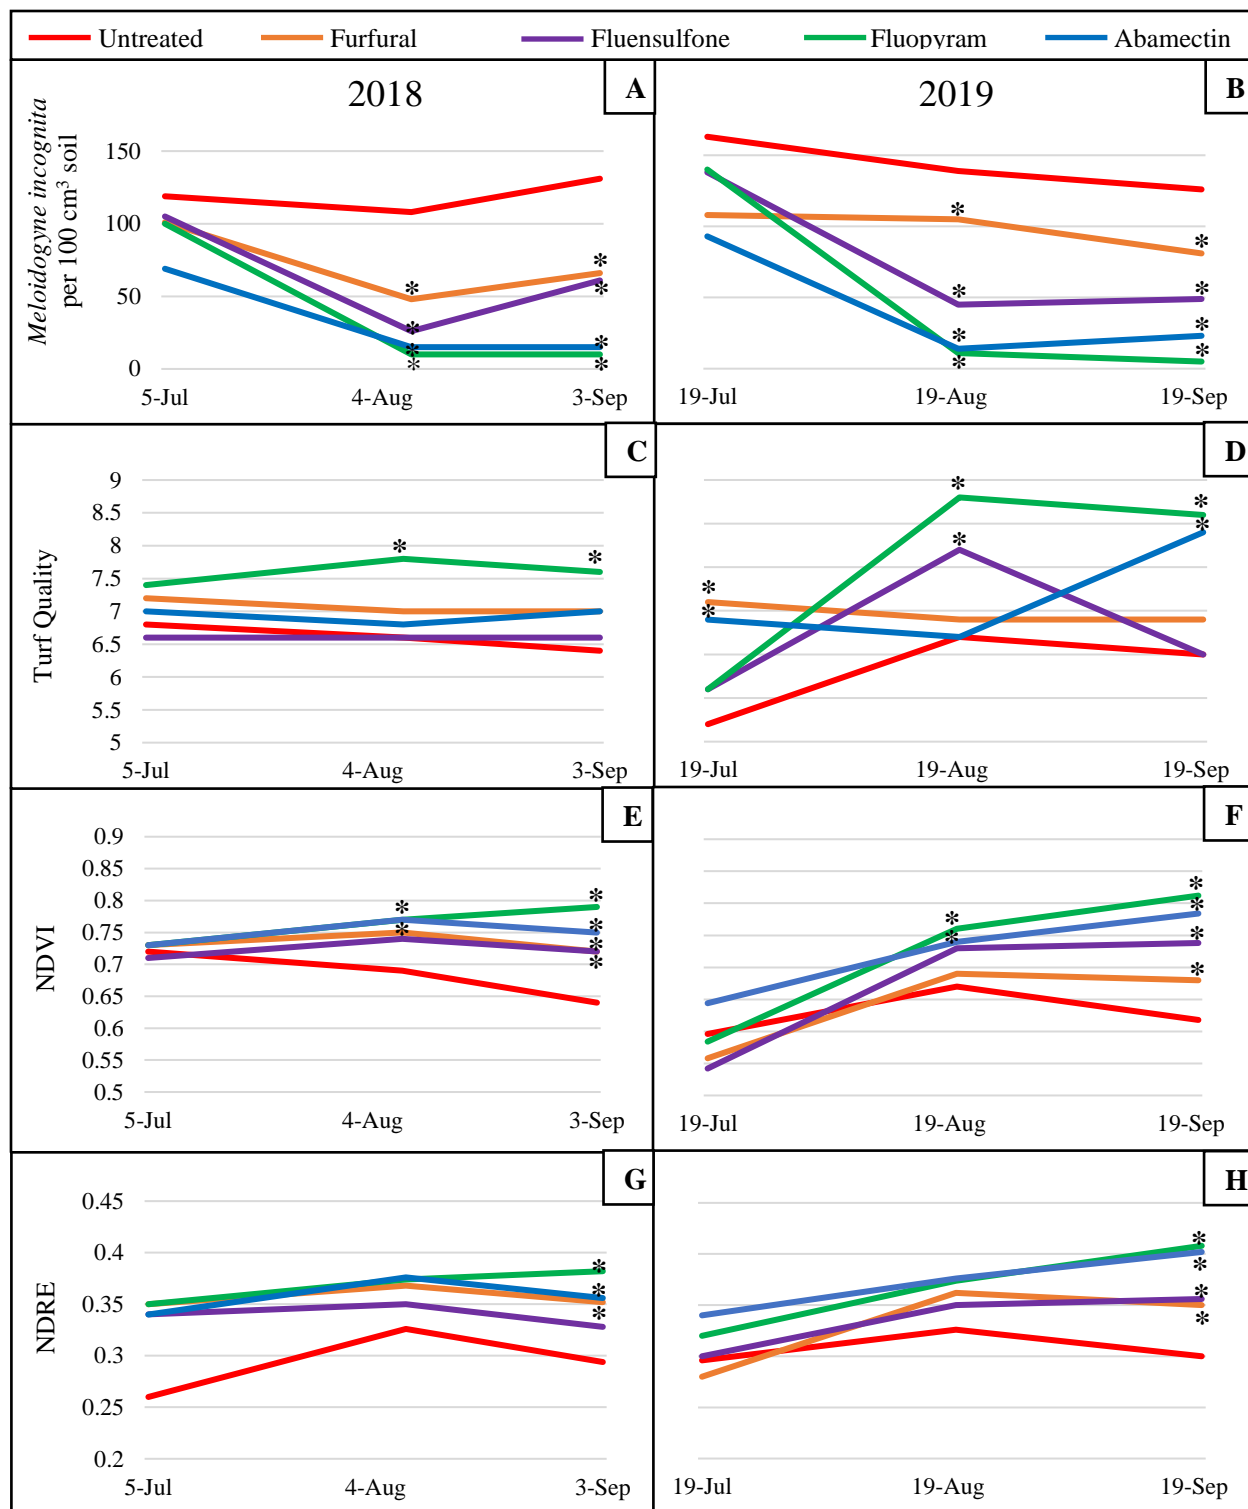 Untreated Furfural Fluensulfone Fluopyram Abamectin
2018 A
Meloidogyne incognita
per 100 cm³ soil
150
100
50
0
* * * * * * * *
5-Jul 4-Aug 3-Sep
2019 B
* * * * * * * *
19-Jul 19-Aug 19-Sep
C
Turf Quality
9
8.5
8
7.5
7
6.5
6
5.5
5
* *
5-Jul 4-Aug 3-Sep
D
* * * * * *
19-Jul 19-Aug 19-Sep
E
NDVI
0.9
0.85
0.8
0.75
0.7
0.65
0.6
0.55
0.5
* * * * * *
5-Jul 4-Aug 3-Sep
F
* * * * * *
19-Jul 19-Aug 19-Sep
G
NDRE
0.45
0.4
0.35
0.3
0.25
0.2
* * *
5-Jul 4-Aug 3-Sep
H
* * * *
19-Jul 19-Aug 19-Sep